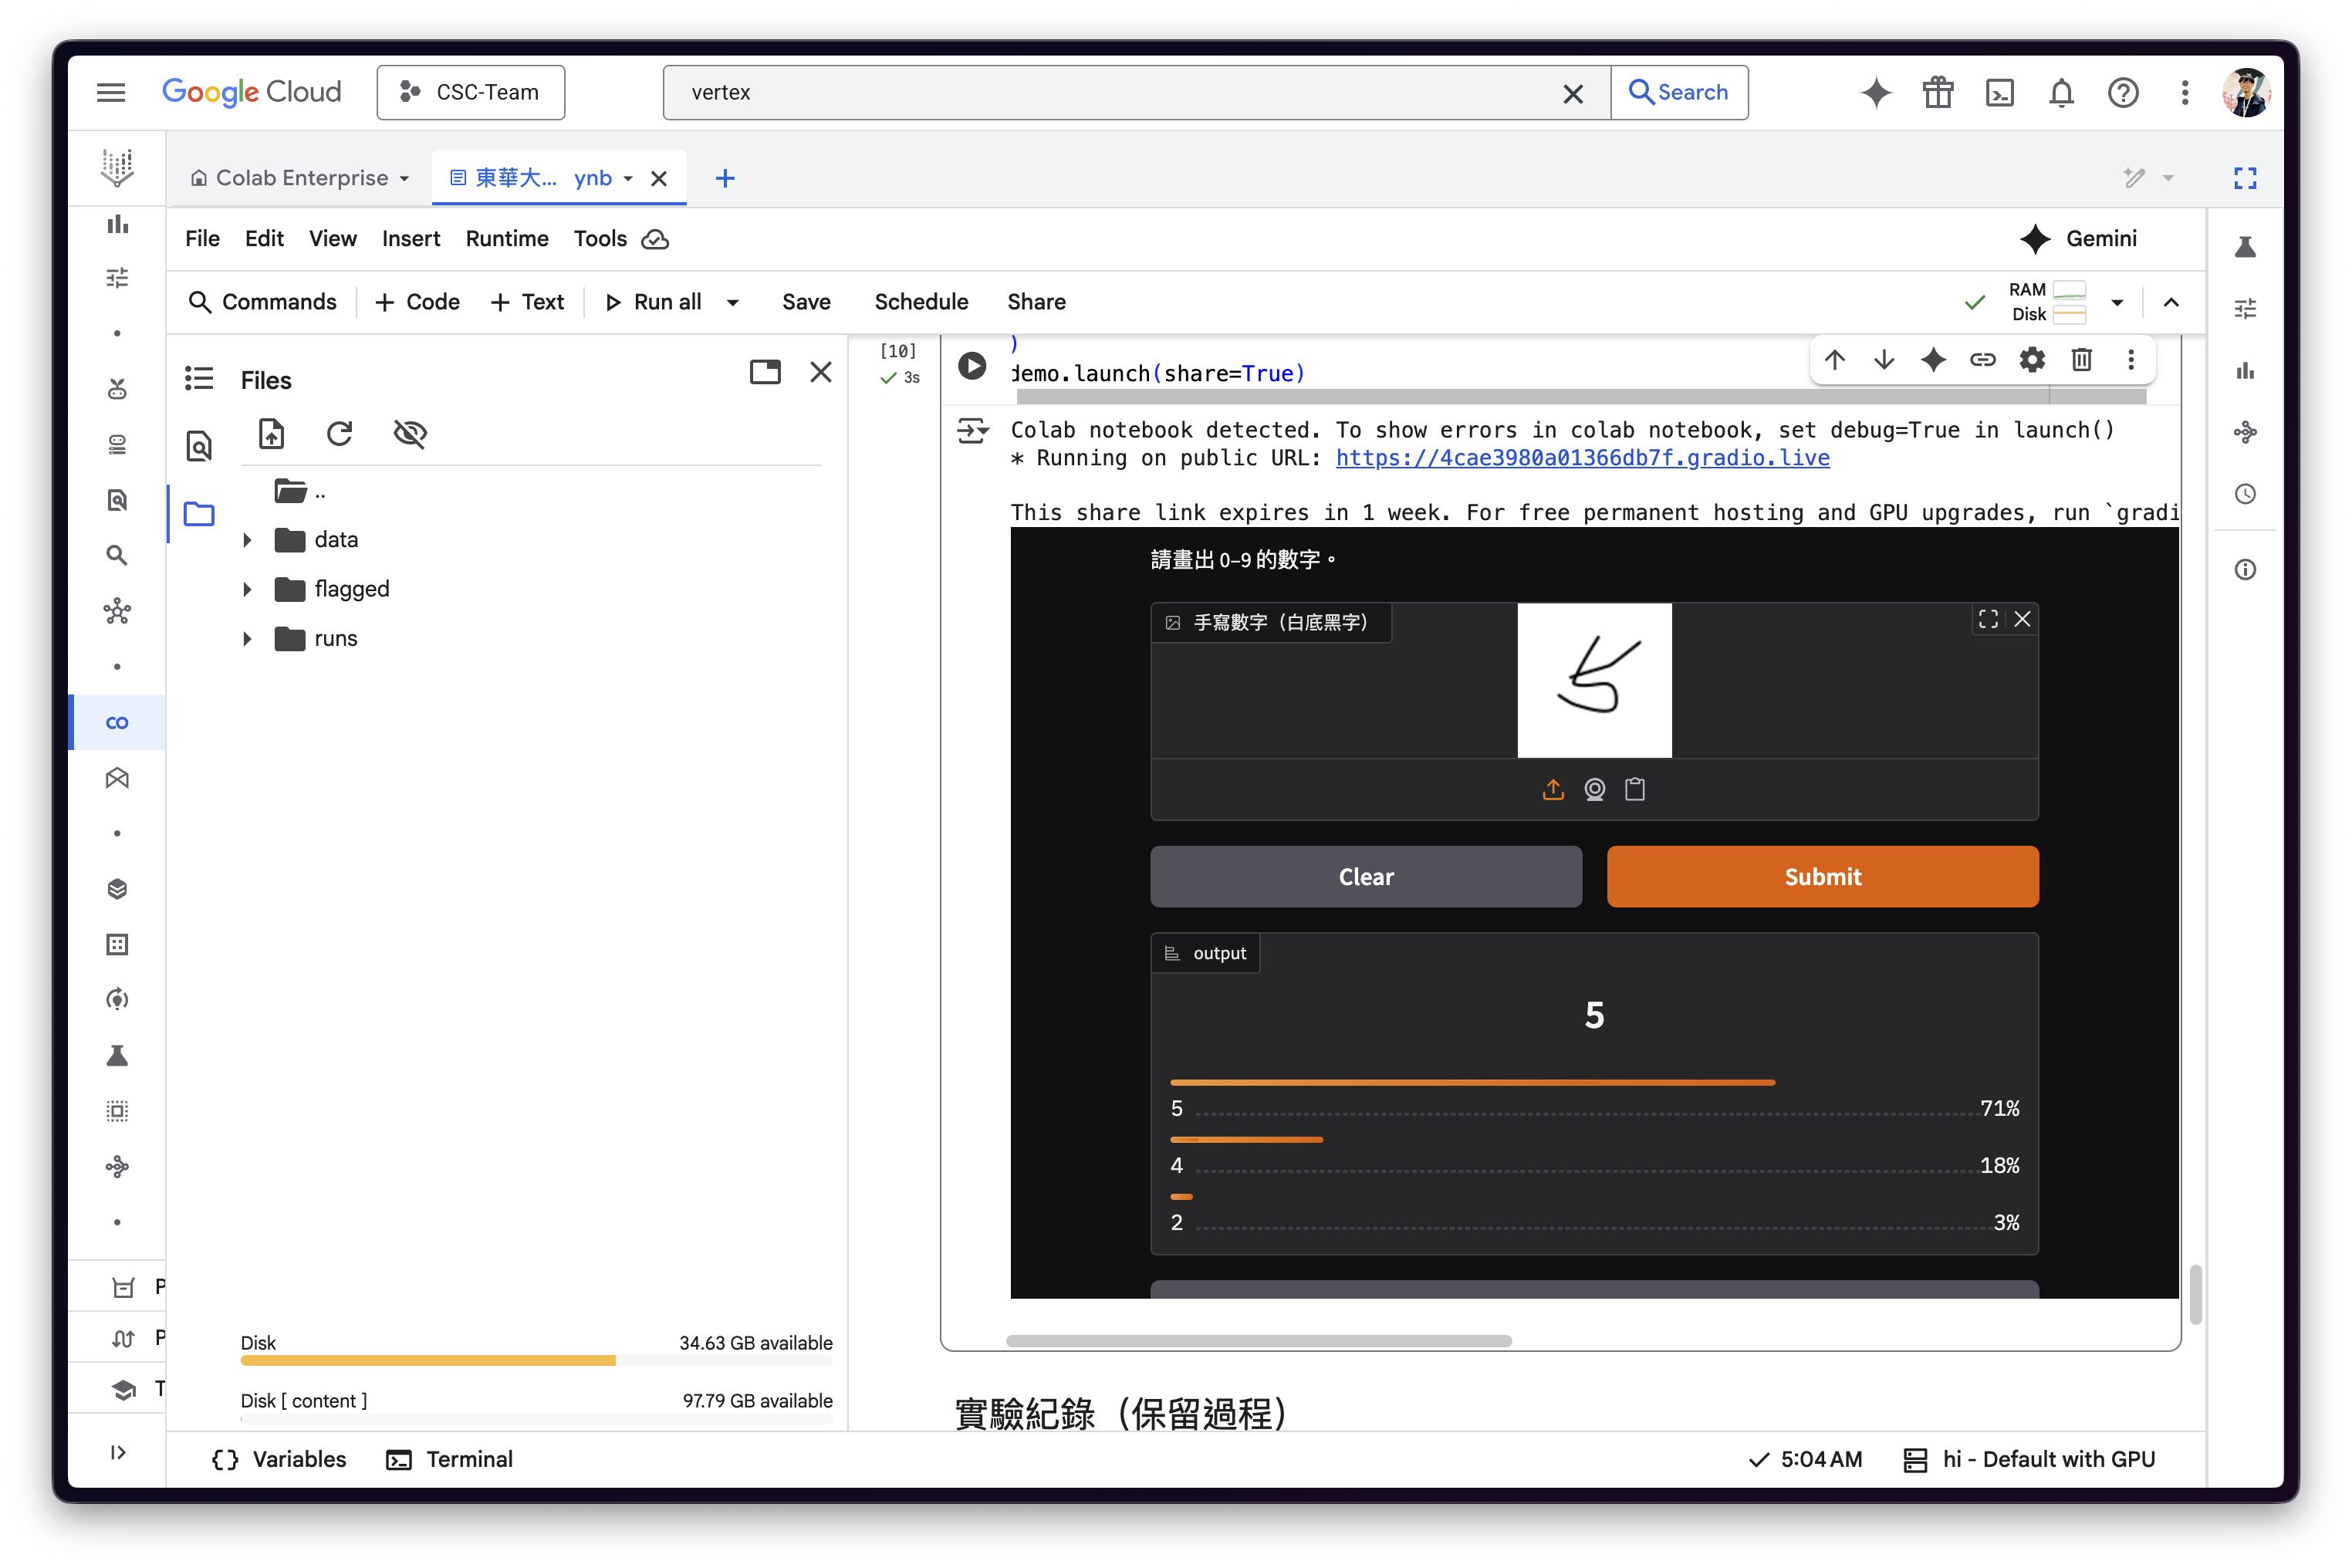 Google Cloud
CSC-Team
vertex
Search
Colab Enterprise
東華大... ynb
File Edit View Insert Runtime Tools
Gemini
Commands
Code
Text
Run all
Save
Schedule
Share
RAM
Disk
Files
..
data
flagged
runs
Disk 34.63 GB available
Disk [ content ] 97.79 GB available
[10]
3s
)
demo.launch(share=True)
Colab notebook detected. To show errors in colab notebook, set debug=True in launch()
* Running on public URL: https://4cae3980a01366db7f.gradio.live
This share link expires in 1 week. For free permanent hosting and GPU upgrades, run `gradi
請畫出 0–9 的數字。
手寫數字（白底黑字）
5
Clear
Submit
output
5
5 71%
4 18%
2 3%
實驗紀錄（保留過程）
P
P
T
Variables
Terminal
5:04 AM
hi - Default with GPU